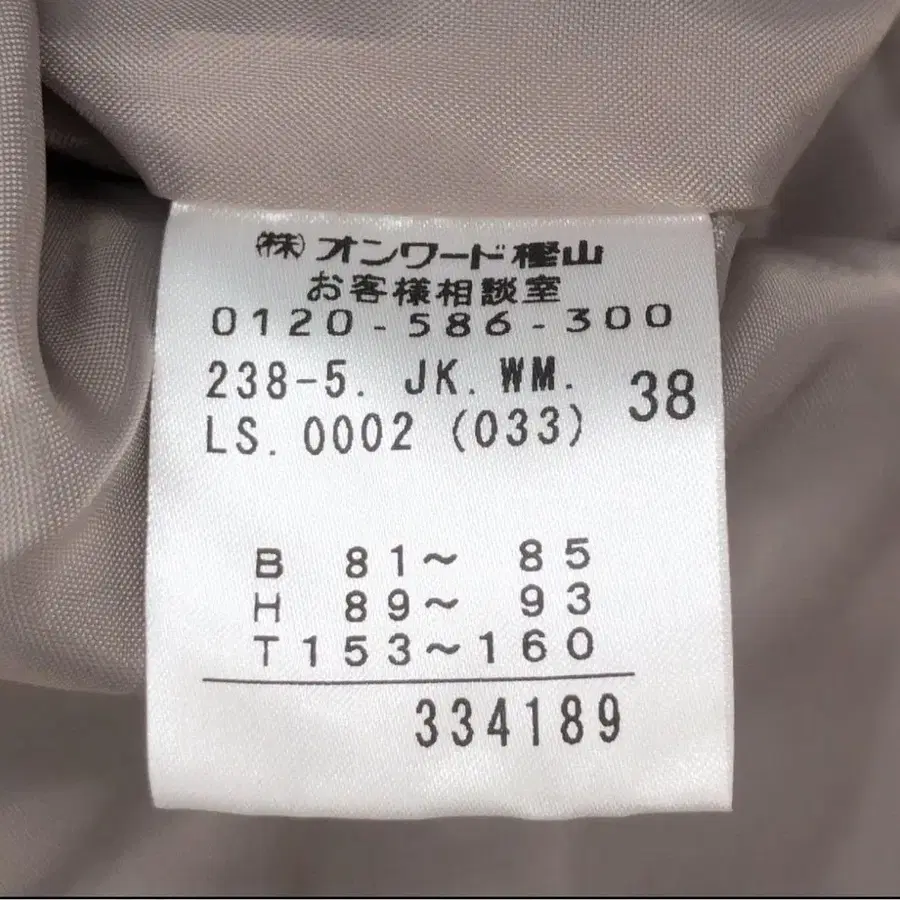 ㈱オンワード樫山
お客様相談室
0120-586-300
238-5. JK. WM. 38
LS. 0002 (033)
B 81~ 85
H 89~ 93
T153~160
334189